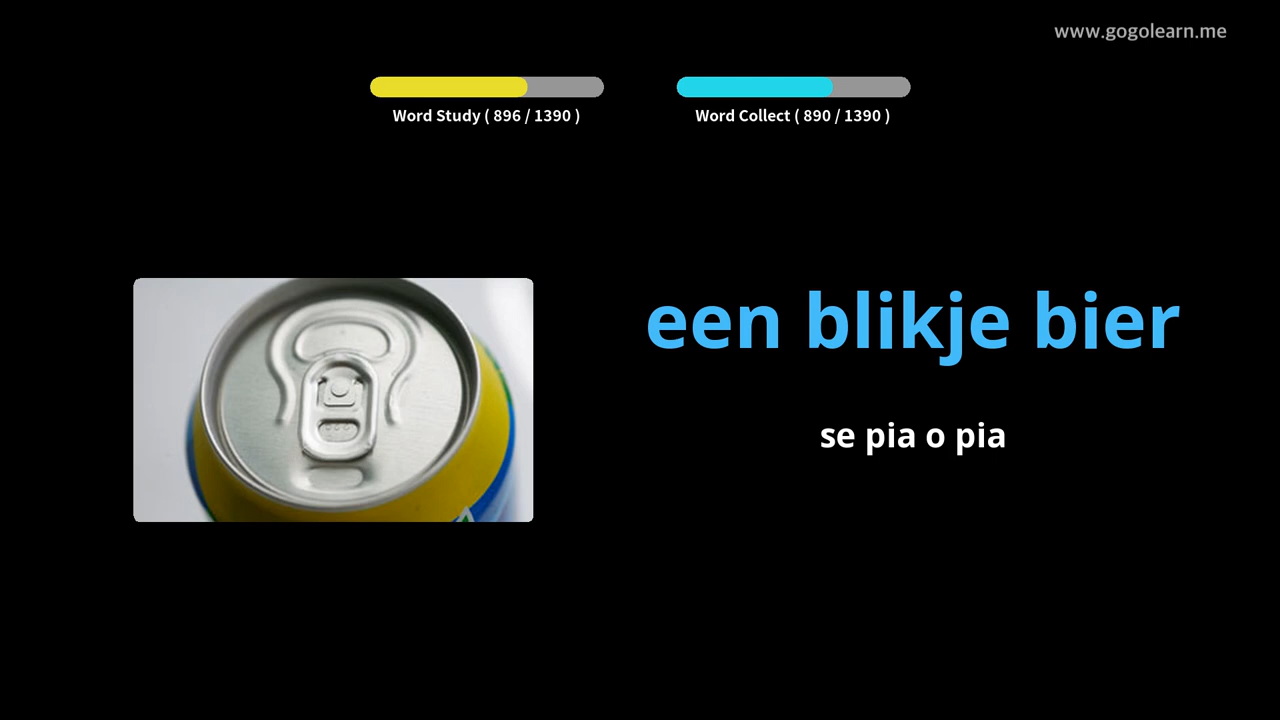 www.gogolearn.me
Word Study ( 896 / 1390 )
Word Collect ( 890 / 1390 )
een blikje bier
se pia o pia